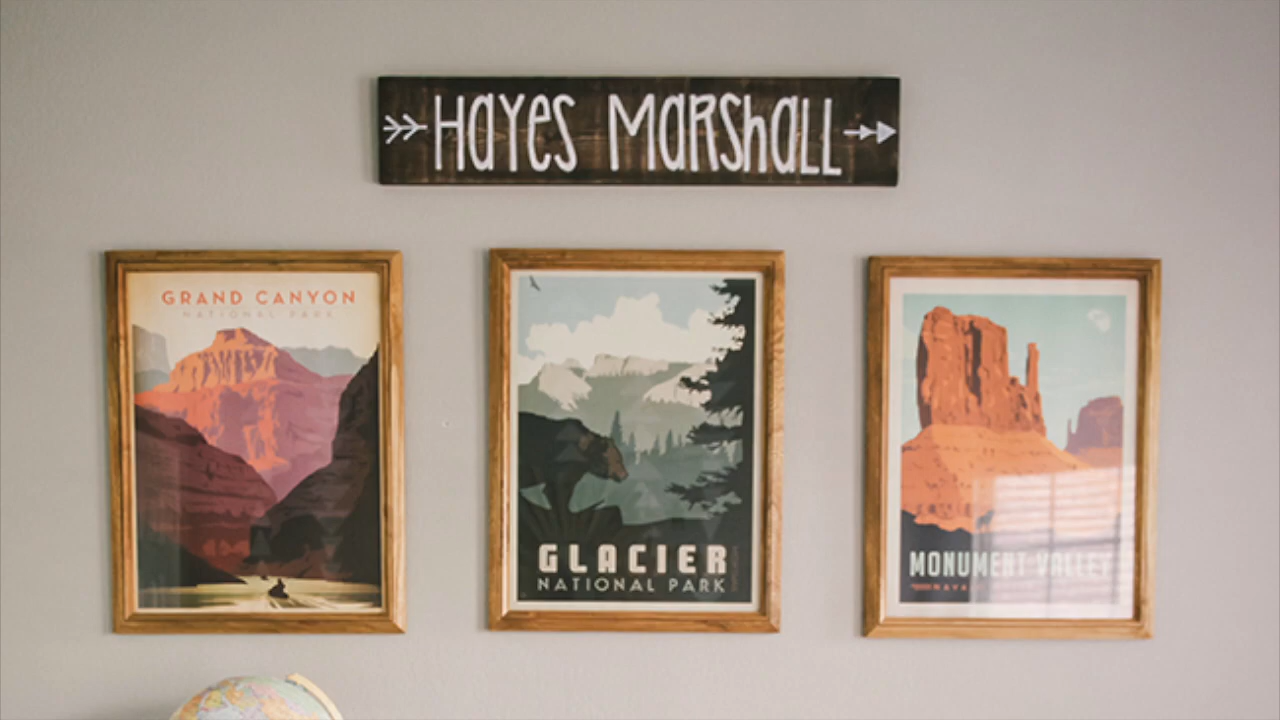 HaYes MaRShaLL
GRAND CANYON
NATIONAL PARK
GLACIER
NATIONAL PARK
MONUMENT VALLEY